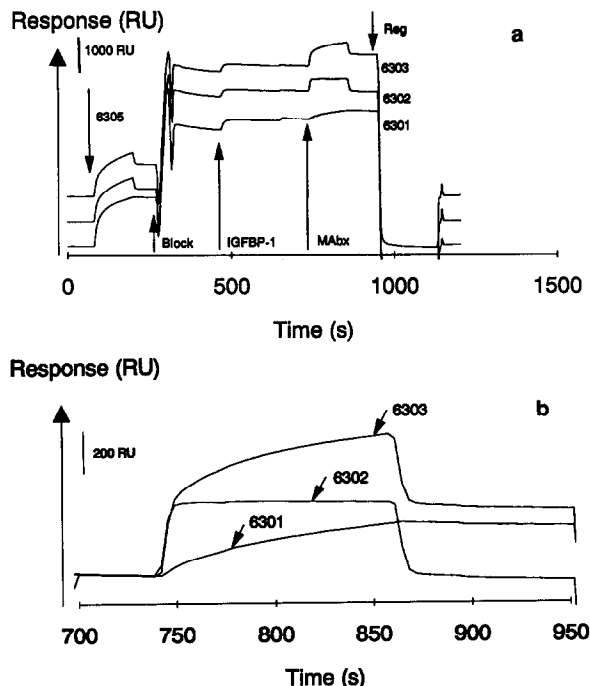 Response (RU)
a
1000 RU
Reg
6305
6303
6302
6301
Block
IGFBP-1
MAbx
0
500
1000
1500
Time (s)
Response (RU)
b
200 RU
6303
6302
6301
700
750
800
850
900
950
Time (s)